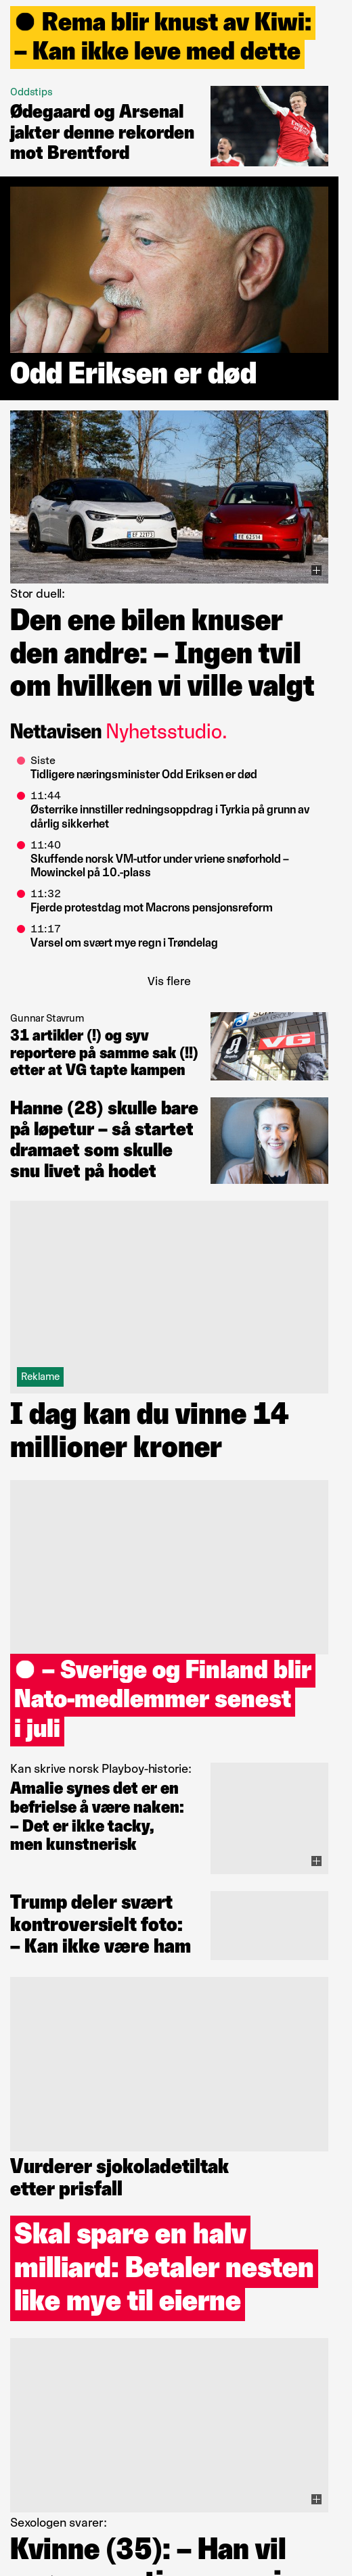 ● Rema blir knust av Kiwi:
– Kan ikke leve med dette
Oddstips
Ødegaard og Arsenal
jakter denne rekorden
mot Brentford
Odd Eriksen er død
Stor duell:
Den ene bilen knuser
den andre: – Ingen tvil
om hvilken vi ville valgt
Nettavisen Nyhetsstudio.
Siste
Tidligere næringsminister Odd Eriksen er død
11:44
Østerrike innstiller redningsoppdrag i Tyrkia på grunn av
dårlig sikkerhet
11:40
Skuffende norsk VM-utfor under vriene snøforhold –
Mowinckel på 10.-plass
11:32
Fjerde protestdag mot Macrons pensjonsreform
11:17
Varsel om svært mye regn i Trøndelag
Vis flere
Gunnar Stavrum
31 artikler (!) og syv
reportere på samme sak (!!)
etter at VG tapte kampen
VG
Hanne (28) skulle bare
på løpetur – så startet
dramaet som skulle
snu livet på hodet
Reklame
I dag kan du vinne 14
millioner kroner
● – Sverige og Finland blir
Nato-medlemmer senest
i juli
Kan skrive norsk Playboy-historie:
Amalie synes det er en
befrielse å være naken:
– Det er ikke tacky,
men kunstnerisk
Trump deler svært
kontroversielt foto:
– Kan ikke være ham
Vurderer sjokoladetiltak
etter prisfall
Skal spare en halv
milliard: Betaler nesten
like mye til eierne
Sexologen svarer:
Kvinne (35): – Han vil